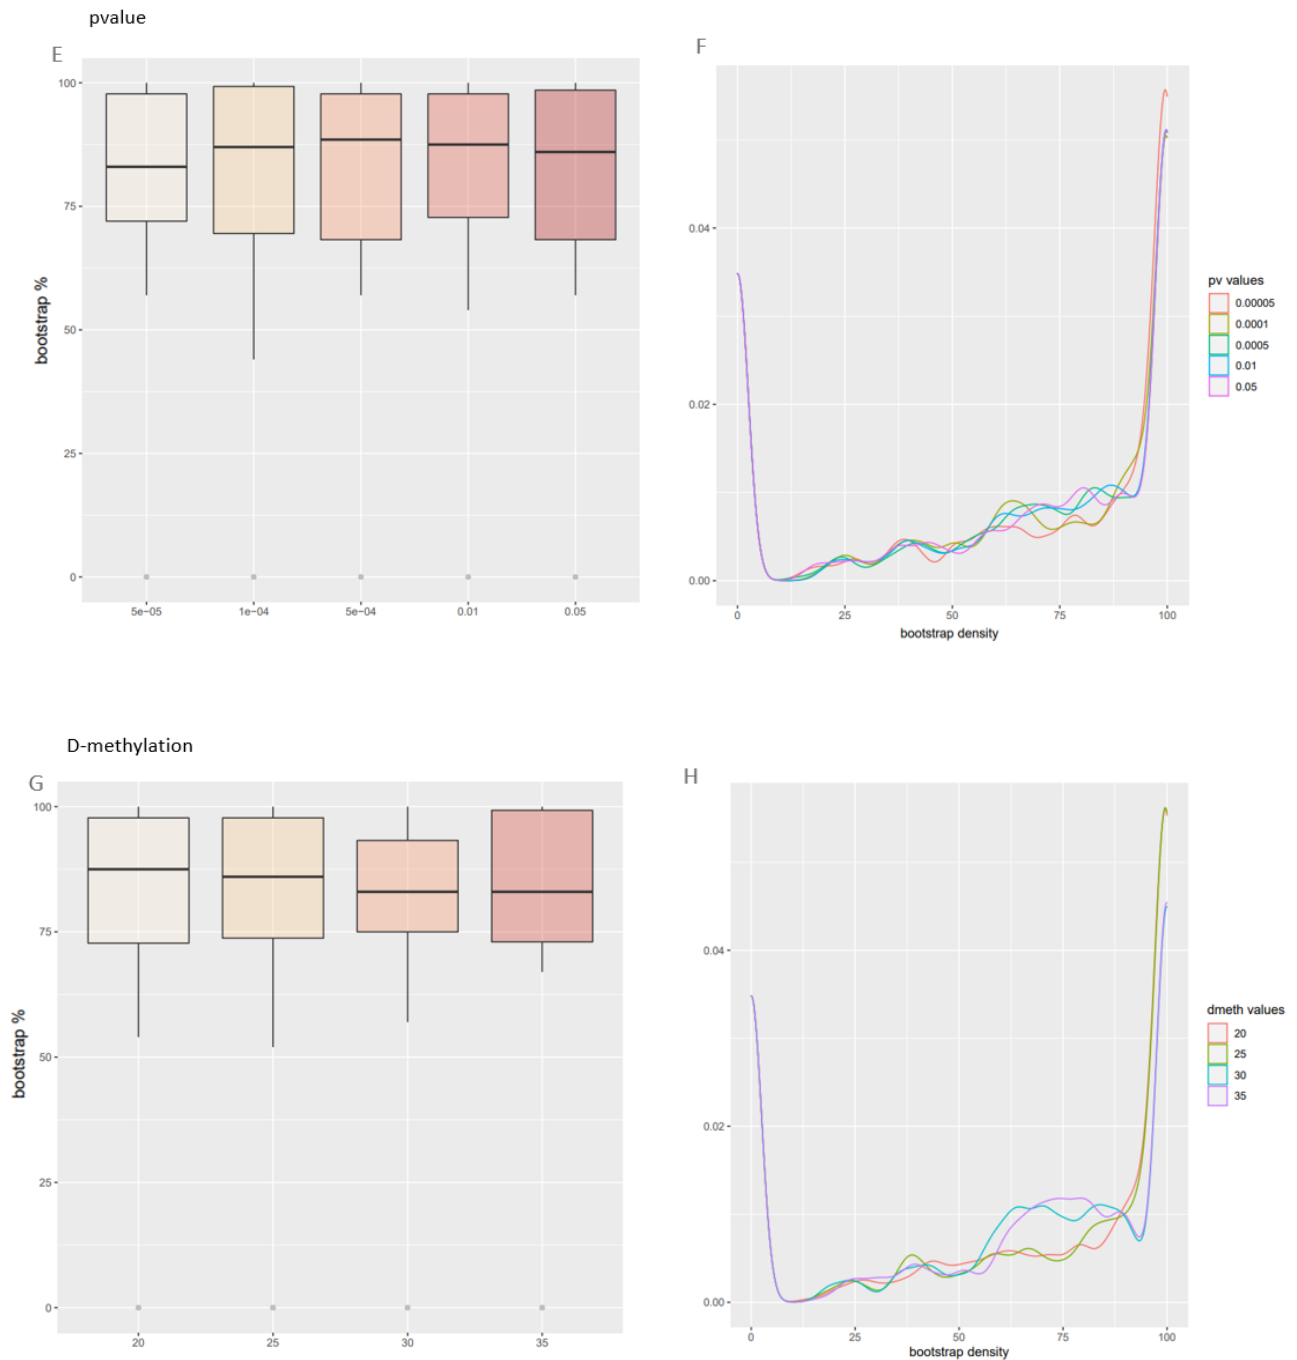 pvalue
E
100
75
50
25
0
bootstrap %
5e−05
1e−04
5e−04
0.01
0.05
F
0.04
0.02
0.00
0
25
50
75
100
bootstrap density
pv values
0.00005
0.0001
0.0005
0.01
0.05
D-methylation
G
100
75
50
25
0
bootstrap %
20
25
30
35
H
0.04
0.02
0.00
0
25
50
75
100
bootstrap density
dmeth values
20
25
30
35